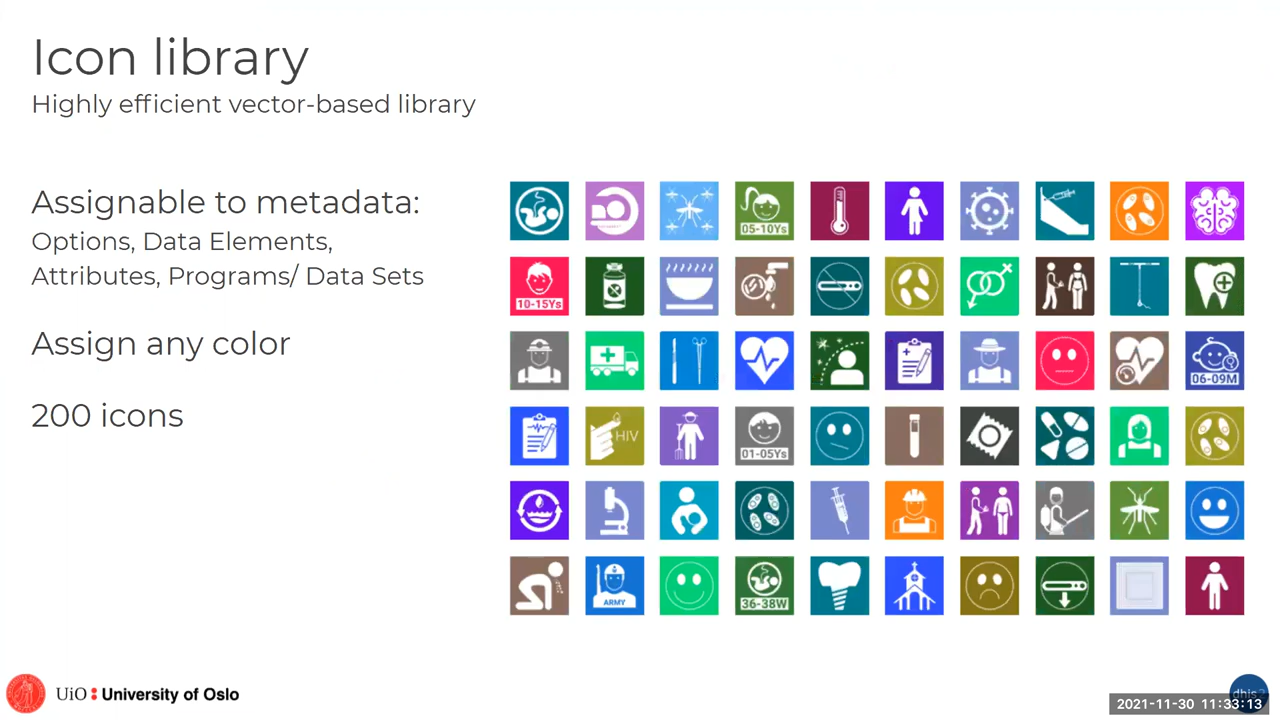 Icon library
Highly efficient vector-based library
Assignable to metadata:
Options, Data Elements,
Attributes, Programs/ Data Sets
Assign any color
200 icons
05-10Ys
10-15Ys
06-09M
HIV
01-05Ys
ARMY
36-38W
UiO University of Oslo
dhis2
2021-11-30 11:33:13